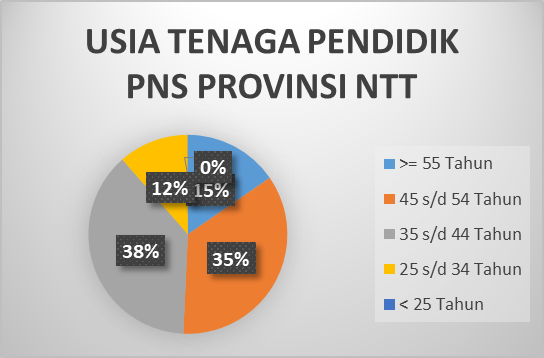 USIA TENAGA PENDIDIK
PNS PROVINSI NTT
0%
12%
15%
38%
35%
>= 55 Tahun
45 s/d 54 Tahun
35 s/d 44 Tahun
25 s/d 34 Tahun
< 25 Tahun